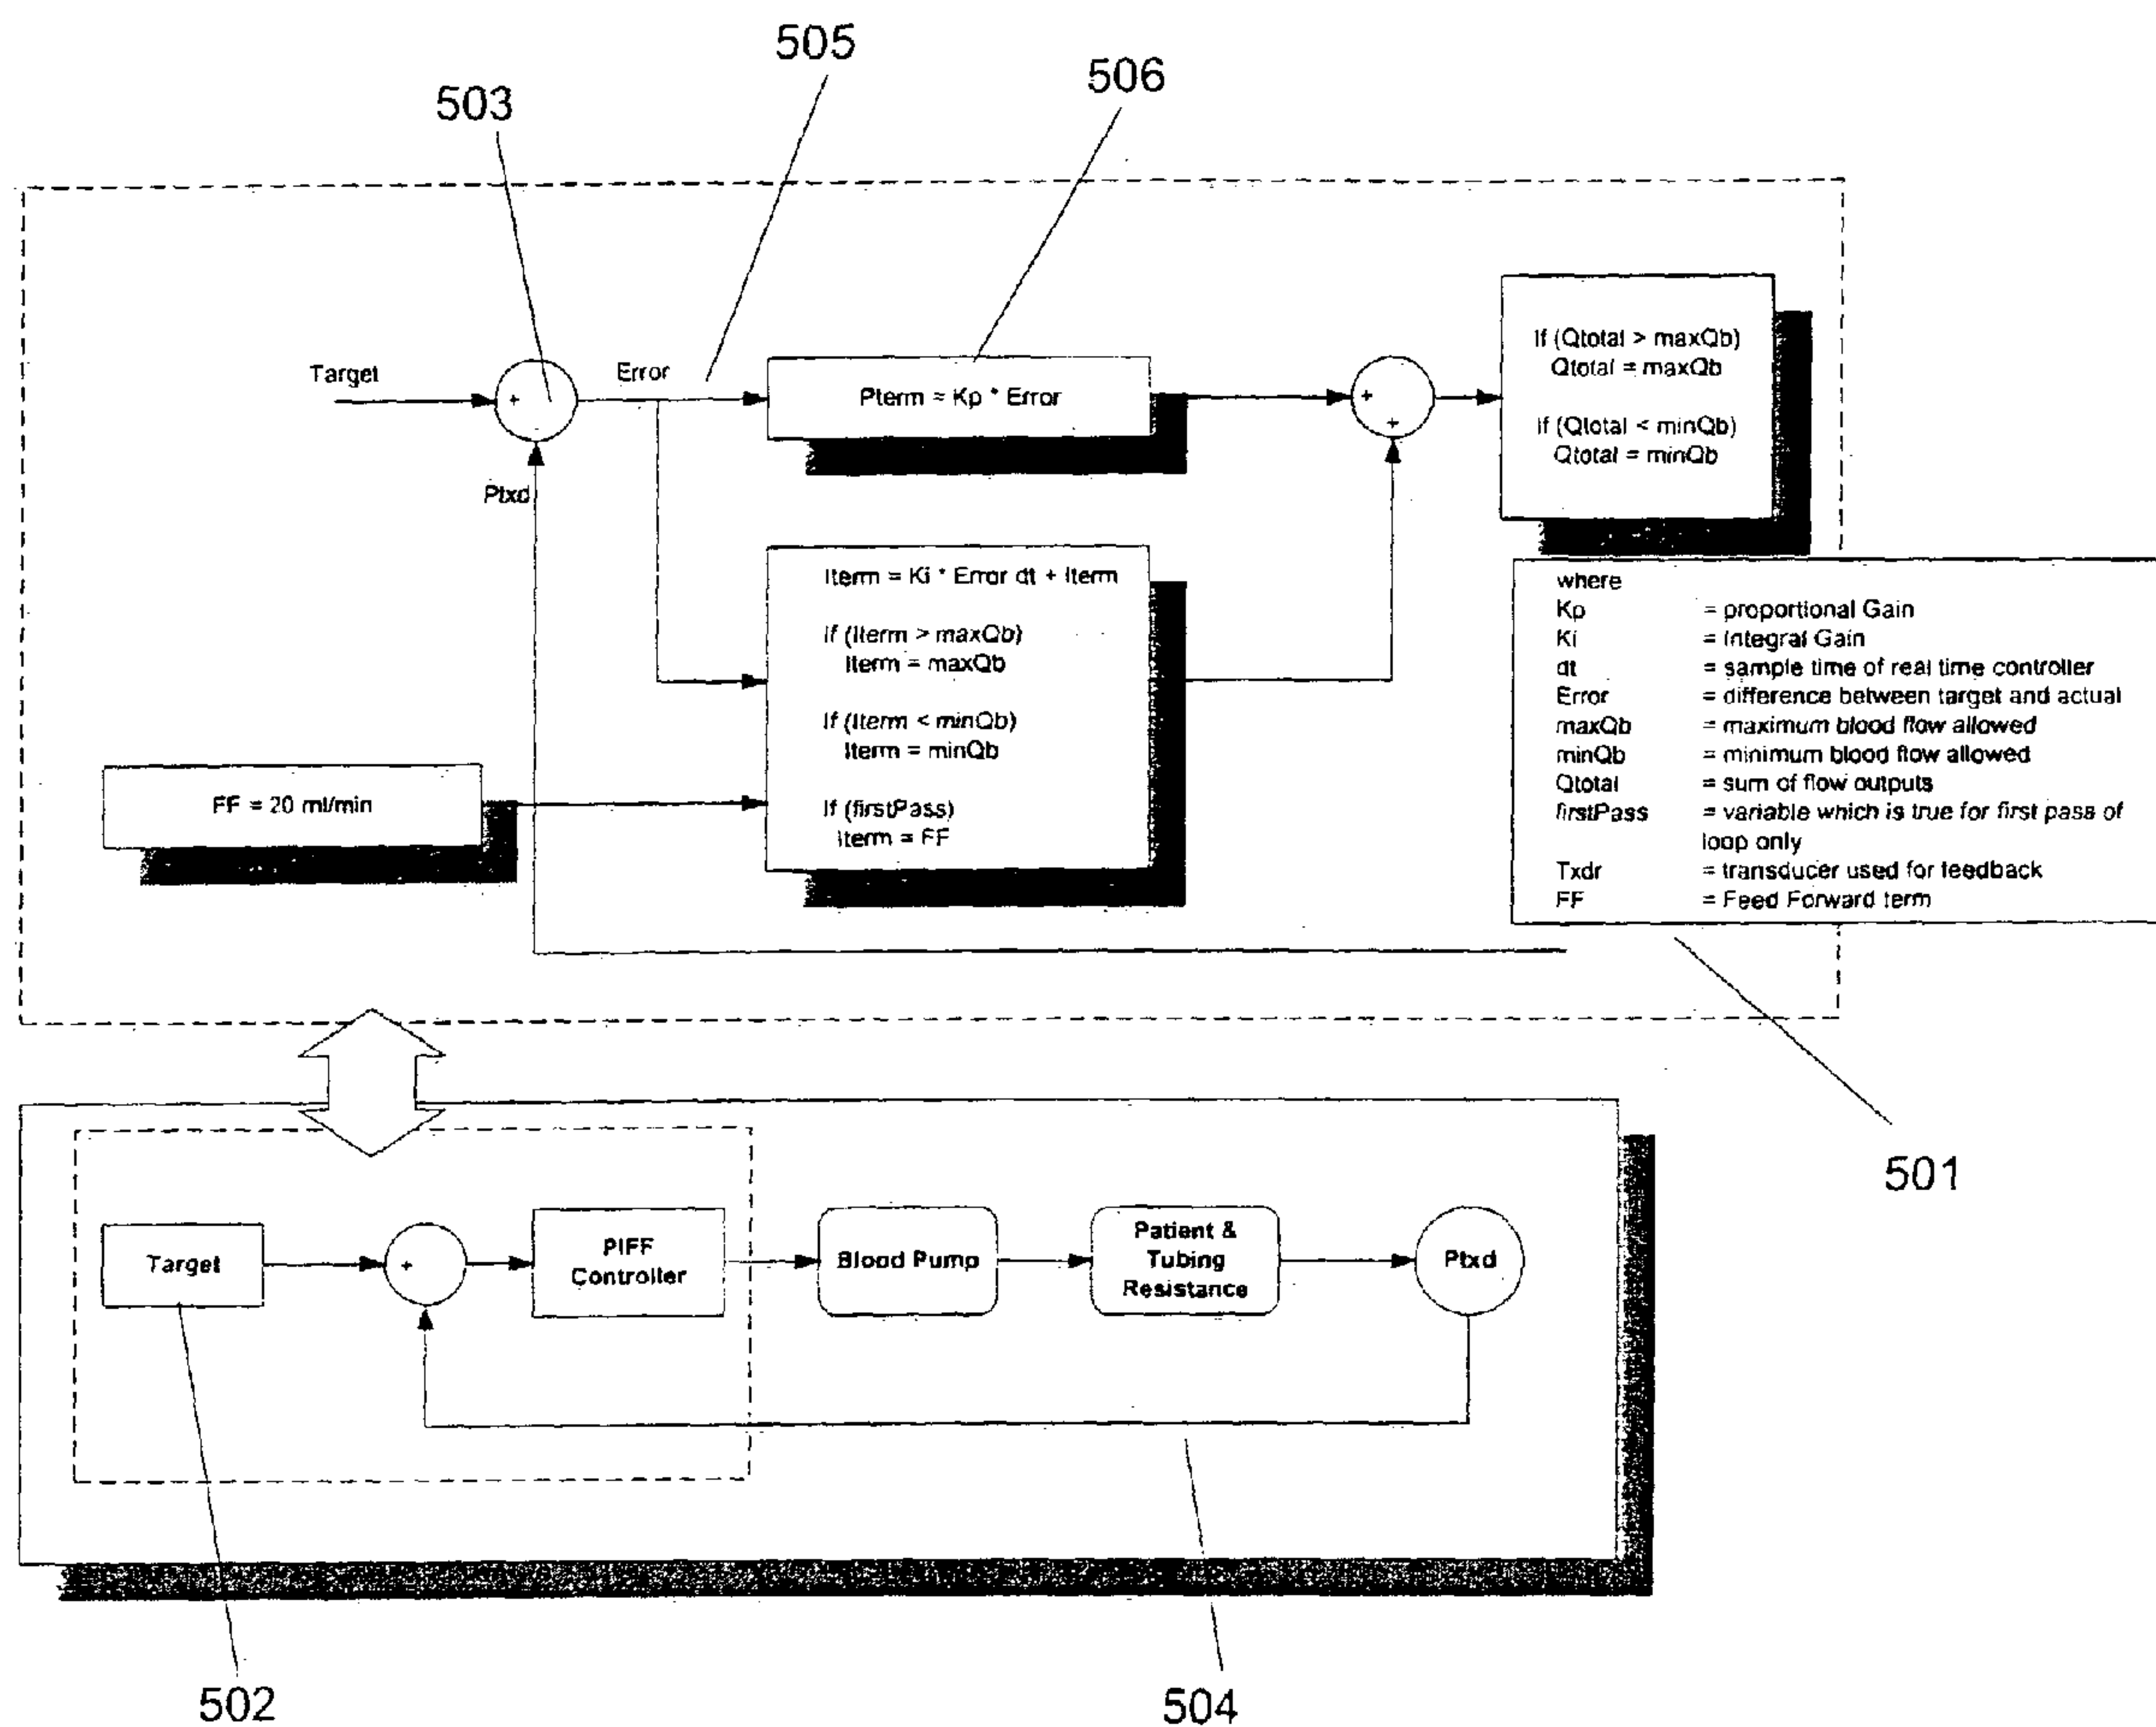 505
506
503
Target
+
-
Error
Pterm = Kp * Error
+
+
If (Qtotal > maxQb)
Qtotal = maxQb
If (Qtotal < minQb)
Qtotal = minQb
Ptxd
Iterm = Ki * Error dt + Iterm
If (Iterm > maxQb)
Iterm = maxQb
If (Iterm < minQb)
Iterm = minQb
If (firstPass)
Iterm = FF
FF = 20 ml/min
where
Kp = proportional Gain
Ki = Integral Gain
dt = sample time of real time controller
Error = difference between target and actual
maxQb = maximum blood flow allowed
minQb = minimum blood flow allowed
Qtotal = sum of flow outputs
firstPass = variable which is true for first pass of
loop only
Txdr = transducer used for feedback
FF = Feed Forward term
501
Target
+
-
PIFF
Controller
Blood Pump
Patient &
Tubing
Resistance
Ptxd
502
504